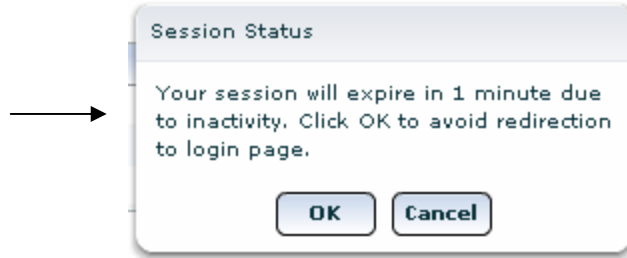 Session Status
Your session will expire in 1 minute due
to inactivity. Click OK to avoid redirection
to login page.
OK Cancel